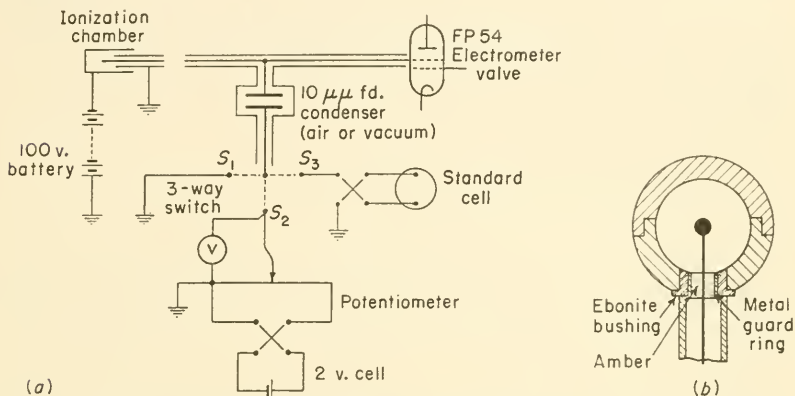 Ionization
chamber
FP 54
Electrometer
valve
10 μμ fd.
condenser
(air or vacuum)
100 v.
battery
S₁
S₃
3-way
switch
S₂
Standard
cell
V
Potentiometer
2 v. cell
(a)
Ebonite
bushing
Metal
guard
ring
Amber
(b)